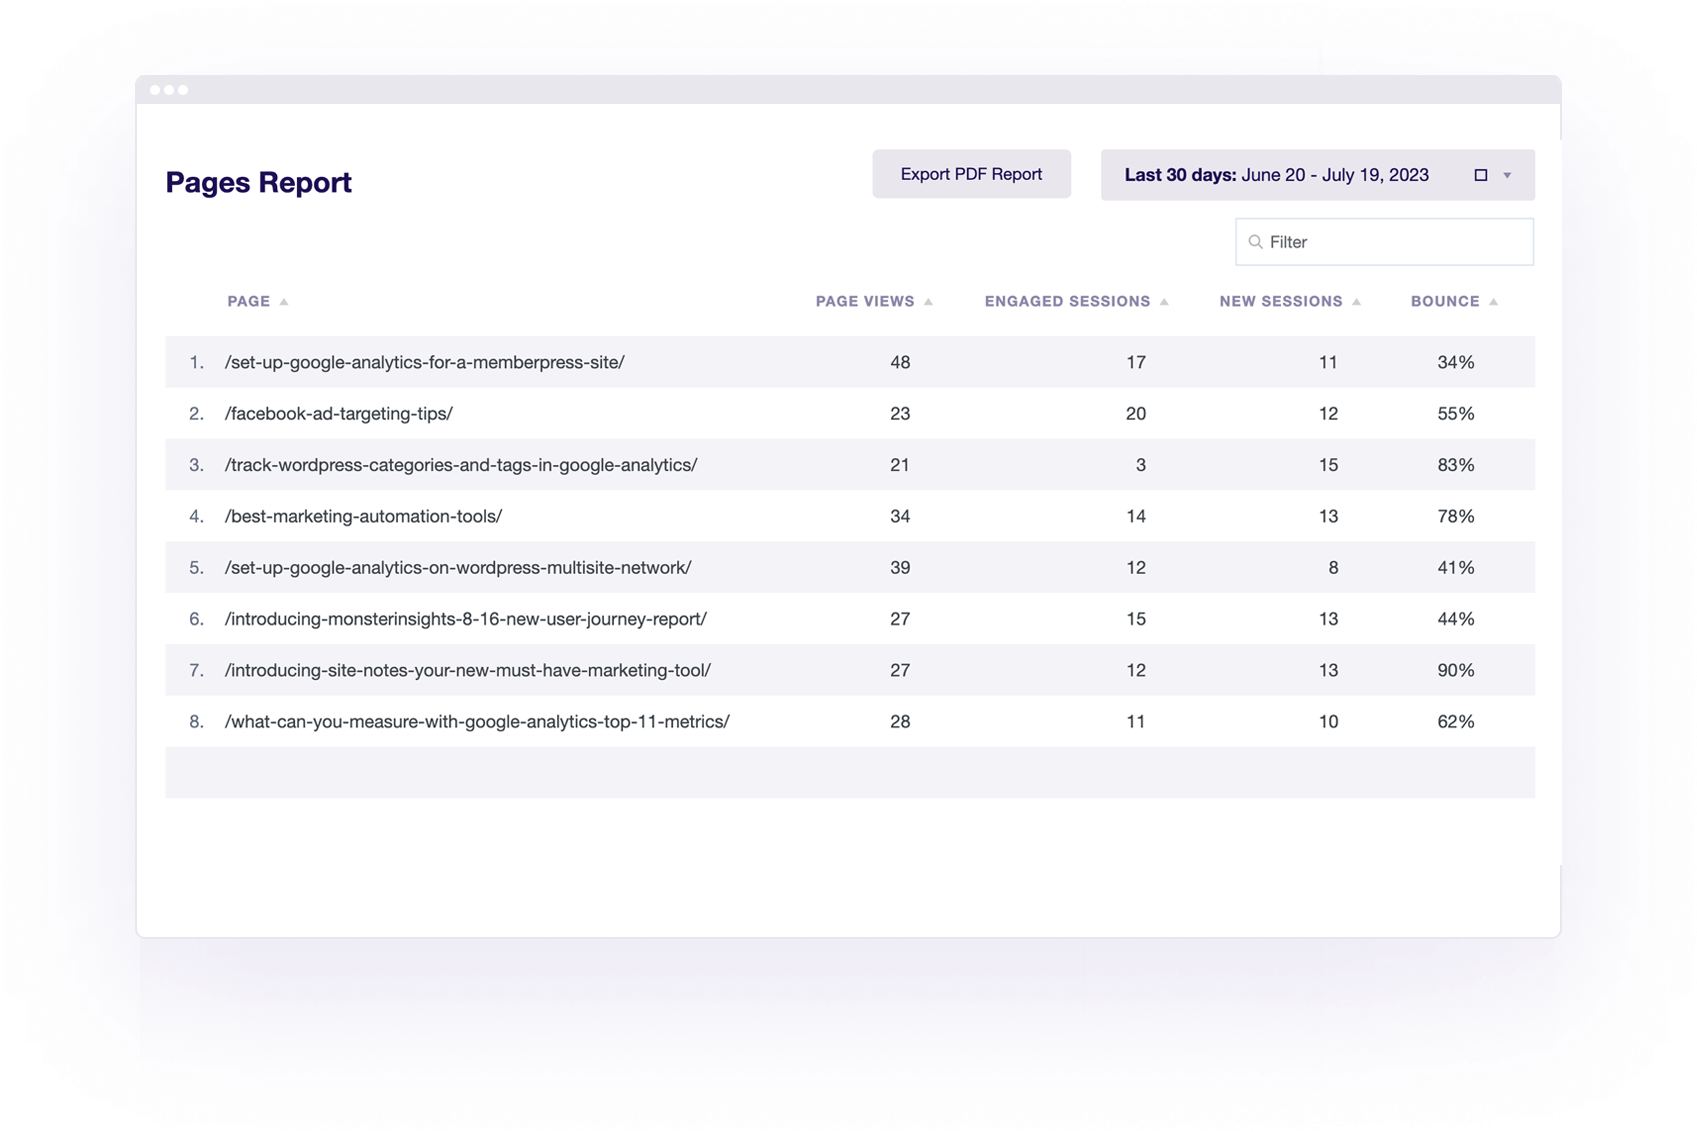 Pages Report
Export PDF Report
Last 30 days: June 20 - July 19, 2023
Filter
PAGE PAGE VIEWS ENGAGED SESSIONS NEW SESSIONS BOUNCE
1. /set-up-google-analytics-for-a-memberpress-site/ 48 17 11 34%
2. /facebook-ad-targeting-tips/ 23 20 12 55%
3. /track-wordpress-categories-and-tags-in-google-analytics/ 21 3 15 83%
4. /best-marketing-automation-tools/ 34 14 13 78%
5. /set-up-google-analytics-on-wordpress-multisite-network/ 39 12 8 41%
6. /introducing-monsterinsights-8-16-new-user-journey-report/ 27 15 13 44%
7. /introducing-site-notes-your-new-must-have-marketing-tool/ 27 12 13 90%
8. /what-can-you-measure-with-google-analytics-top-11-metrics/ 28 11 10 62%